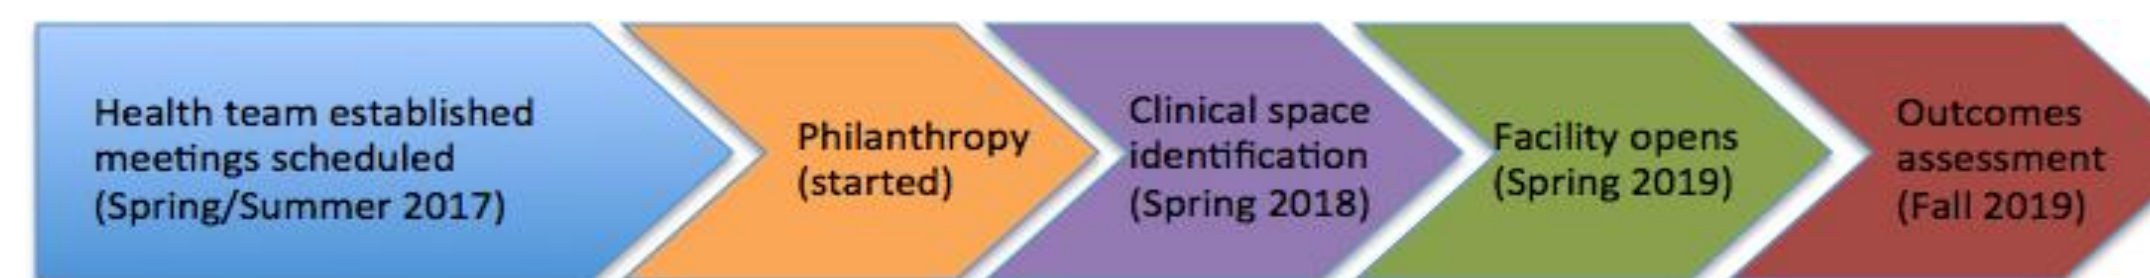 Health team established
meetings scheduled
(Spring/Summer 2017)
Philanthropy
(started)
Clinical space
identification
(Spring 2018)
Facility opens
(Spring 2019)
Outcomes
assessment
(Fall 2019)